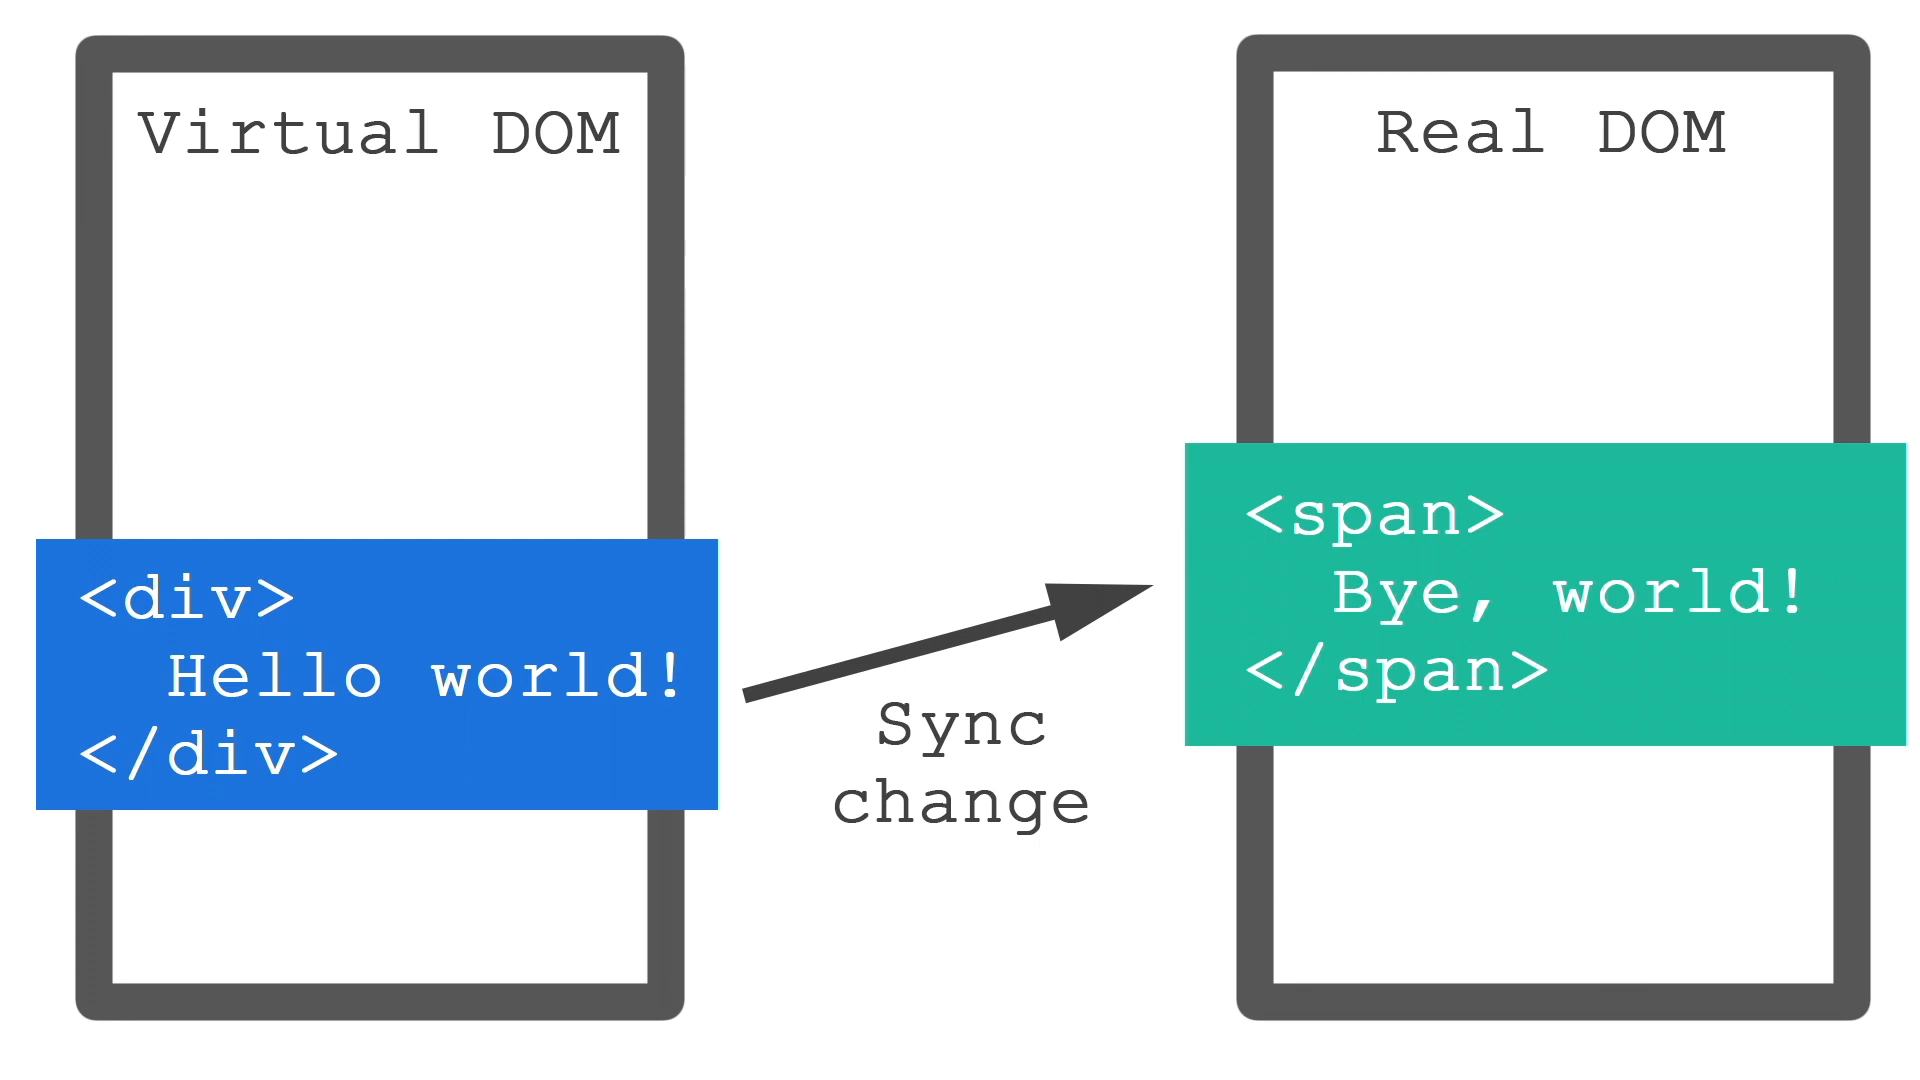 Virtual DOM
<div>
Hello world!
</div>
Sync
change
Real DOM
<span>
Bye, world!
</span>